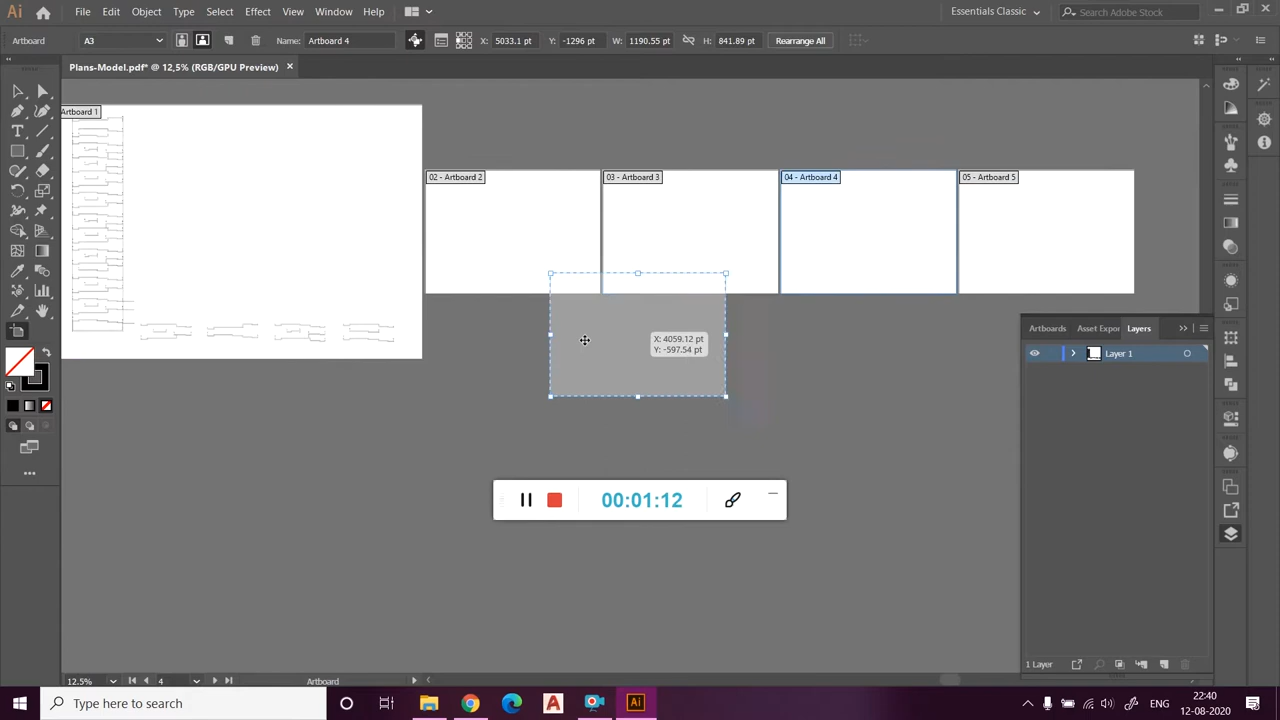 Ai File Edit Object Type Select Effect View Window Help Essentials Classic Search Adobe Stock
Artboard A3 Name: Artboard 4 X: 5033.1 pt Y: -1296 pt W: 1190.55 pt H: 841.89 pt Rearrange All
Plans-Model.pdf* @ 12,5% (RGB/GPU Preview) ×
Artboard 1
02 - Artboard 2
03 - Artboard 3
04 - Artboard 4
05 - Artboard 5
X: 4059.12 pt
Y: -597.54 pt
Artboards Asset Expor Layers
Layer 1
00:01:12
1 Layer
12.5% 4 Artboard
Type here to search
A
Ai
ENG
22:40
12-08-2020